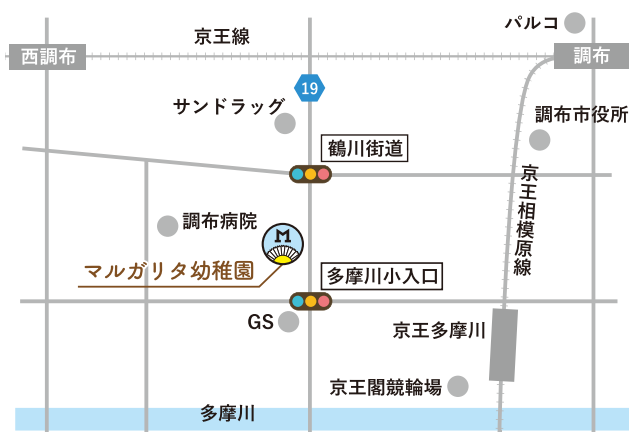 パルコ
京王線
西調布
調布
19
サンドラッグ
調布市役所
鶴川街道
京王相模原線
調布病院
M
マルガリタ幼稚園
多摩川小入口
GS
京王多摩川
京王閣競輪場
多摩川